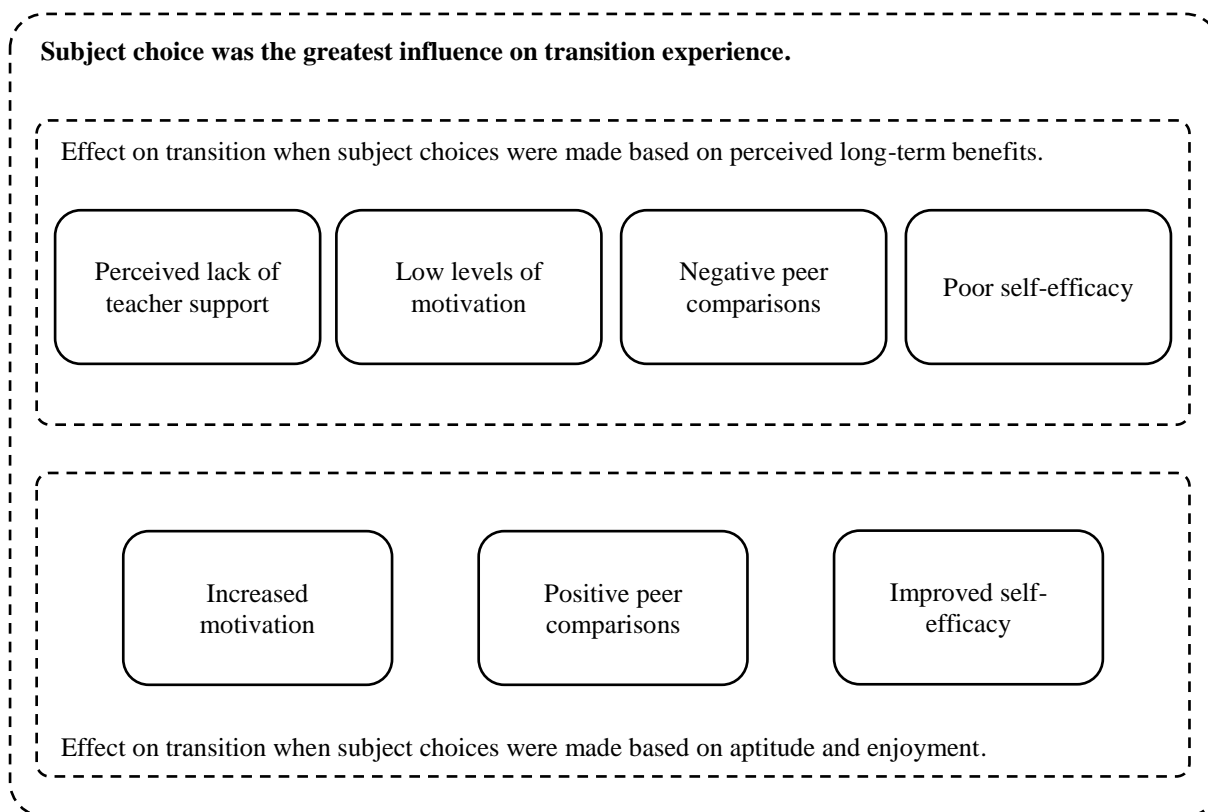 Subject choice was the greatest influence on transition experience.
Effect on transition when subject choices were made based on perceived long-term benefits.
Perceived lack of
teacher support
Low levels of
motivation
Negative peer
comparisons
Poor self-efficacy
Increased
motivation
Positive peer
comparisons
Improved self-
efficacy
Effect on transition when subject choices were made based on aptitude and enjoyment.